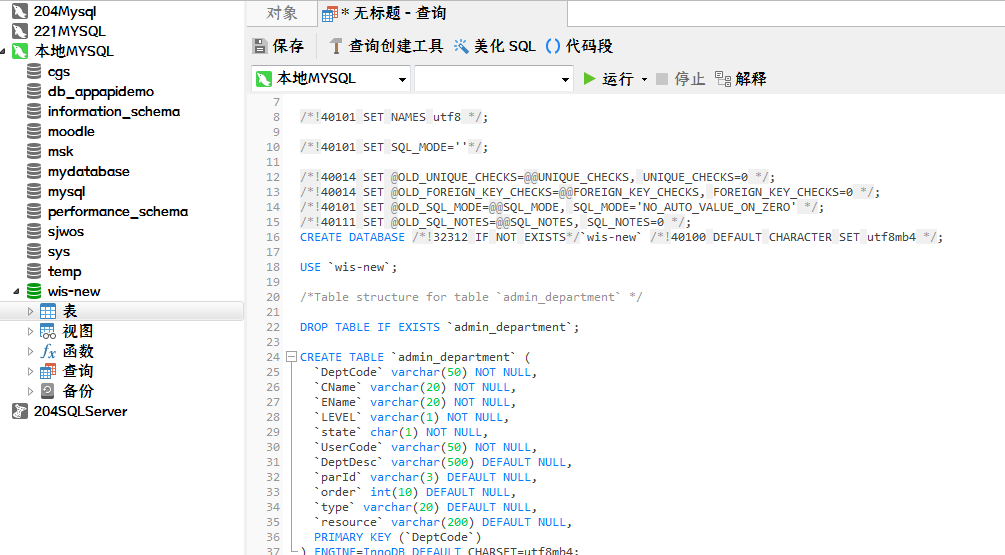 204Mysql
221MYSQL
本地MYSQL
cgs
db_appapidemo
information_schema
moodle
msk
mydatabase
mysql
performance_schema
sjwos
sys
temp
wis-new
表
视图
函数
查询
备份
204SQLServer
对象
* 无标题 - 查询
保存 查询创建工具 美化 SQL () 代码段
本地MYSQL 运行 停止 解释
7
8 /*!40101 SET NAMES utf8 */;
9
10 /*!40101 SET SQL_MODE=''*/;
11
12 /*!40014 SET @OLD_UNIQUE_CHECKS=@@UNIQUE_CHECKS, UNIQUE_CHECKS=0 */;
13 /*!40014 SET @OLD_FOREIGN_KEY_CHECKS=@@FOREIGN_KEY_CHECKS, FOREIGN_KEY_CHECKS=0 */;
14 /*!40101 SET @OLD_SQL_MODE=@@SQL_MODE, SQL_MODE='NO_AUTO_VALUE_ON_ZERO' */;
15 /*!40111 SET @OLD_SQL_NOTES=@@SQL_NOTES, SQL_NOTES=0 */;
16 CREATE DATABASE /*!32312 IF NOT EXISTS*/`wis-new` /*!40100 DEFAULT CHARACTER SET utf8mb4 */;
17
18 USE `wis-new`;
19
20 /*Table structure for table `admin_department` */
21
22 DROP TABLE IF EXISTS `admin_department`;
23
24 CREATE TABLE `admin_department` (
25 `DeptCode` varchar(50) NOT NULL,
26 `CName` varchar(20) NOT NULL,
27 `EName` varchar(20) NOT NULL,
28 `LEVEL` varchar(1) NOT NULL,
29 `state` char(1) NOT NULL,
30 `UserCode` varchar(50) NOT NULL,
31 `DeptDesc` varchar(500) DEFAULT NULL,
32 `parId` varchar(3) DEFAULT NULL,
33 `order` int(10) DEFAULT NULL,
34 `type` varchar(20) DEFAULT NULL,
35 `resource` varchar(200) DEFAULT NULL,
36 PRIMARY KEY (`DeptCode`)
37 ) ENGINE=InnoDB DEFAULT CHARSET=utf8mb4;